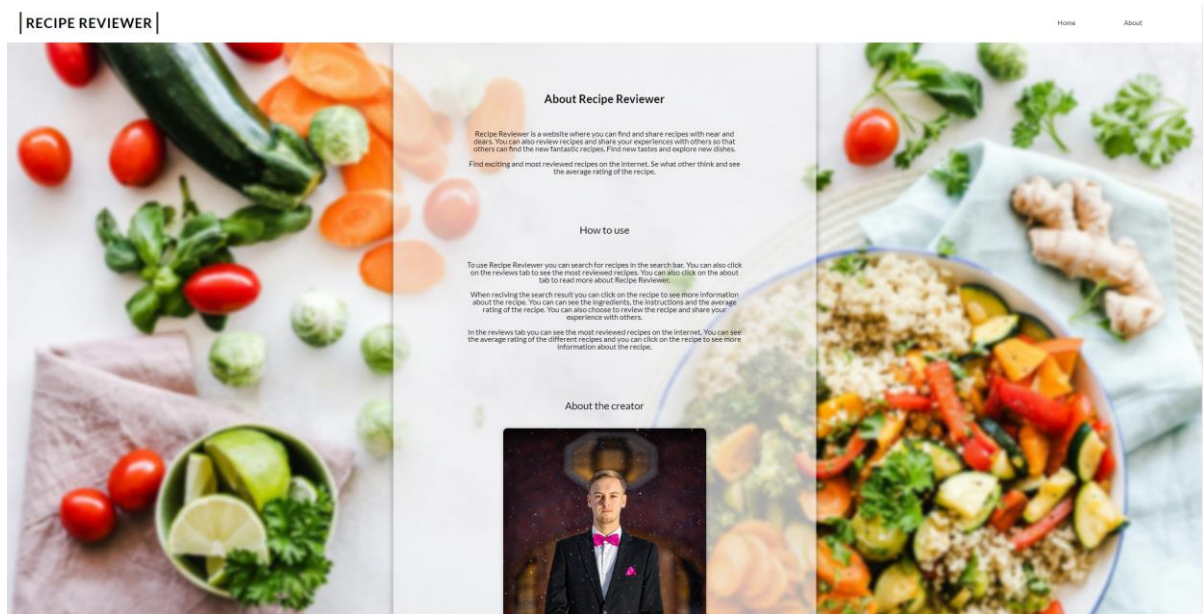 RECIPE REVIEWER
Home
About
About Recipe Reviewer
Recipe Reviewer is a website where you can find and share recipes with near and
dears. You can also review recipes and share your experiences with others so that
others can find the new fantastic recipes. Find new tastes and explore new dishes.
Find exciting and most reviewed recipes on the internet. Se what other think and see
the average rating of the recipe.
How to use
To use Recipe Reviewer you can search for recipes in the search bar. You can also click
on the reviews tab to see the most reviewed recipes. You can also click on the about
tab to read more about Recipe Reviewer.
When reciving the search result you can click on the recipe to see more information
about the recipe. You can can see the ingredients, the instructions and the average
rating of the recipe. You can also choose to review the recipe and share your
experience with others.
In the reviews tab you can see the most reviewed recipes on the internet. You can see
the average rating of the different recipes and you can click on the recipe to see more
information about the recipe.
About the creator